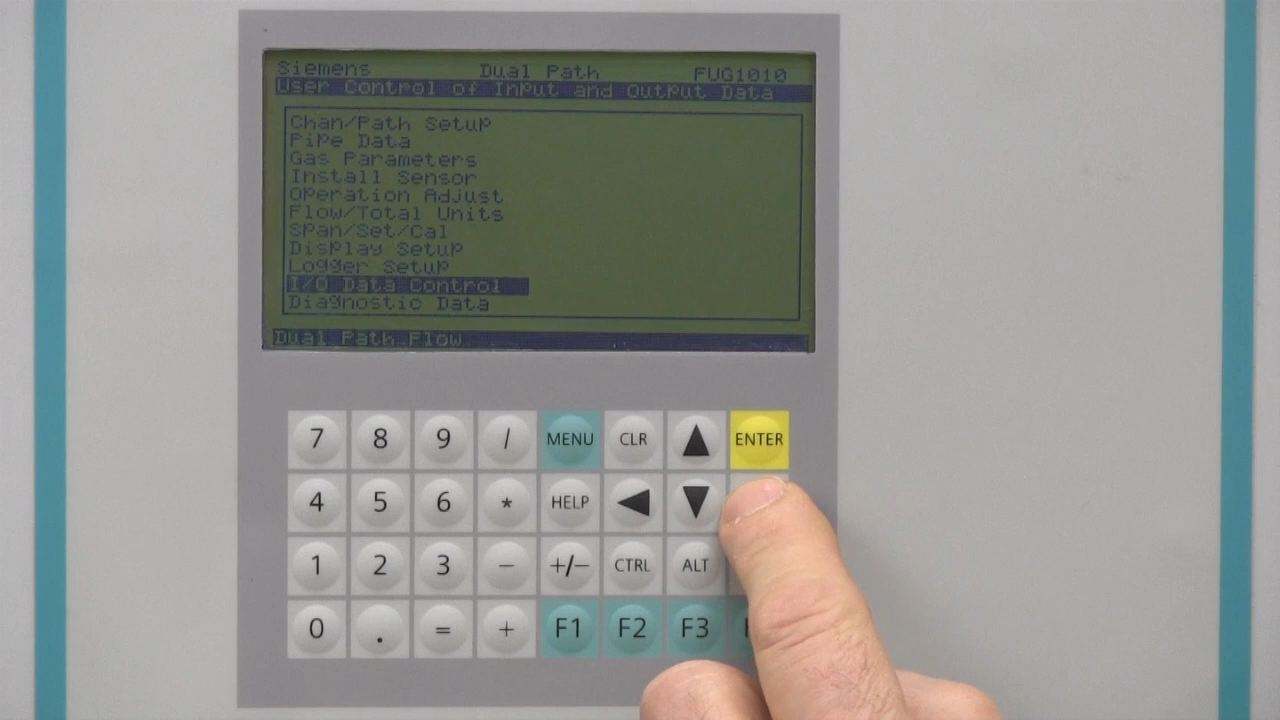 Siemens Dual Path FUG1010
User Control of Input and Output Data
Chan/Path Setup
Pipe Data
Gas Parameters
Install Sensor
Operation Adjust
Flow/Total Units
Span/Set/Cal
Display Setup
Logger Setup
I/O Data Control
Diagnostic Data
Dual Path Flow
7 8 9 / MENU CLR ▲ ENTER
4 5 6 * HELP ◀ ▼
1 2 3 − +/− CTRL ALT
0 . = + F1 F2 F3